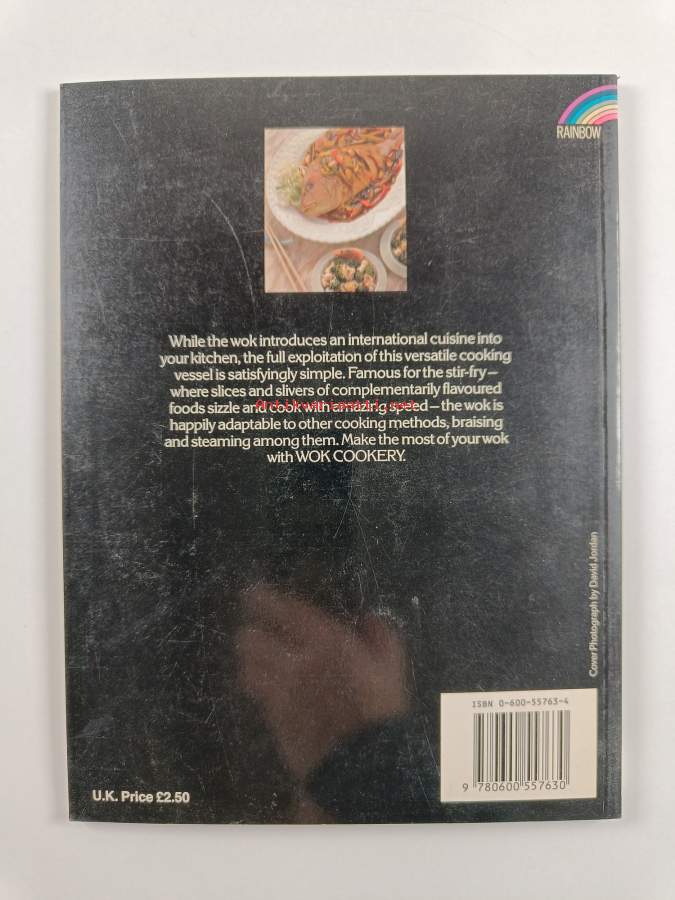 RAINBOW
While the wok introduces an international cuisine into
your kitchen, the full exploitation of this versatile cooking
vessel is satisfyingly simple. Famous for the stir-fry—
where slices and slivers of complementarily flavoured
foods sizzle and cook with amazing speed—the wok is
happily adaptable to other cooking methods, braising
and steaming among them. Make the most of your wok
with WOK COOKERY.
Antikvariaatti.net
Cover Photograph by David Jordan
ISBN 0-600-55763-4
9 780600 557630
U.K. Price £2.50